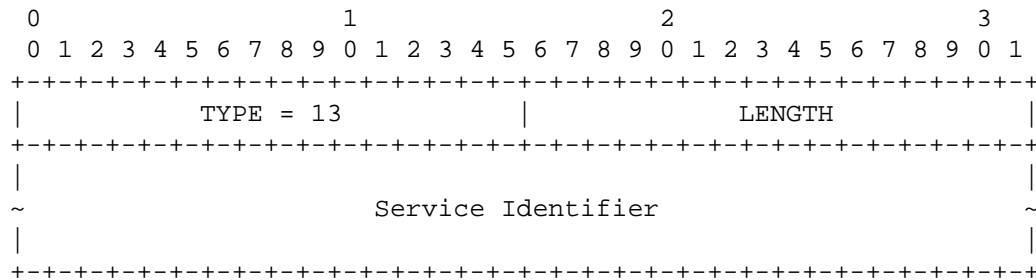 0                   1                   2                   3
 0 1 2 3 4 5 6 7 8 9 0 1 2 3 4 5 6 7 8 9 0 1 2 3 4 5 6 7 8 9 0 1
+-+-+-+-+-+-+-+-+-+-+-+-+-+-+-+-+-+-+-+-+-+-+-+-+-+-+-+-+-+-+-+-+
|           TYPE = 13           |             LENGTH            |
+-+-+-+-+-+-+-+-+-+-+-+-+-+-+-+-+-+-+-+-+-+-+-+-+-+-+-+-+-+-+-+-+
|                                                               |
~                      Service Identifier                       ~
|                                                               |
+-+-+-+-+-+-+-+-+-+-+-+-+-+-+-+-+-+-+-+-+-+-+-+-+-+-+-+-+-+-+-+-+